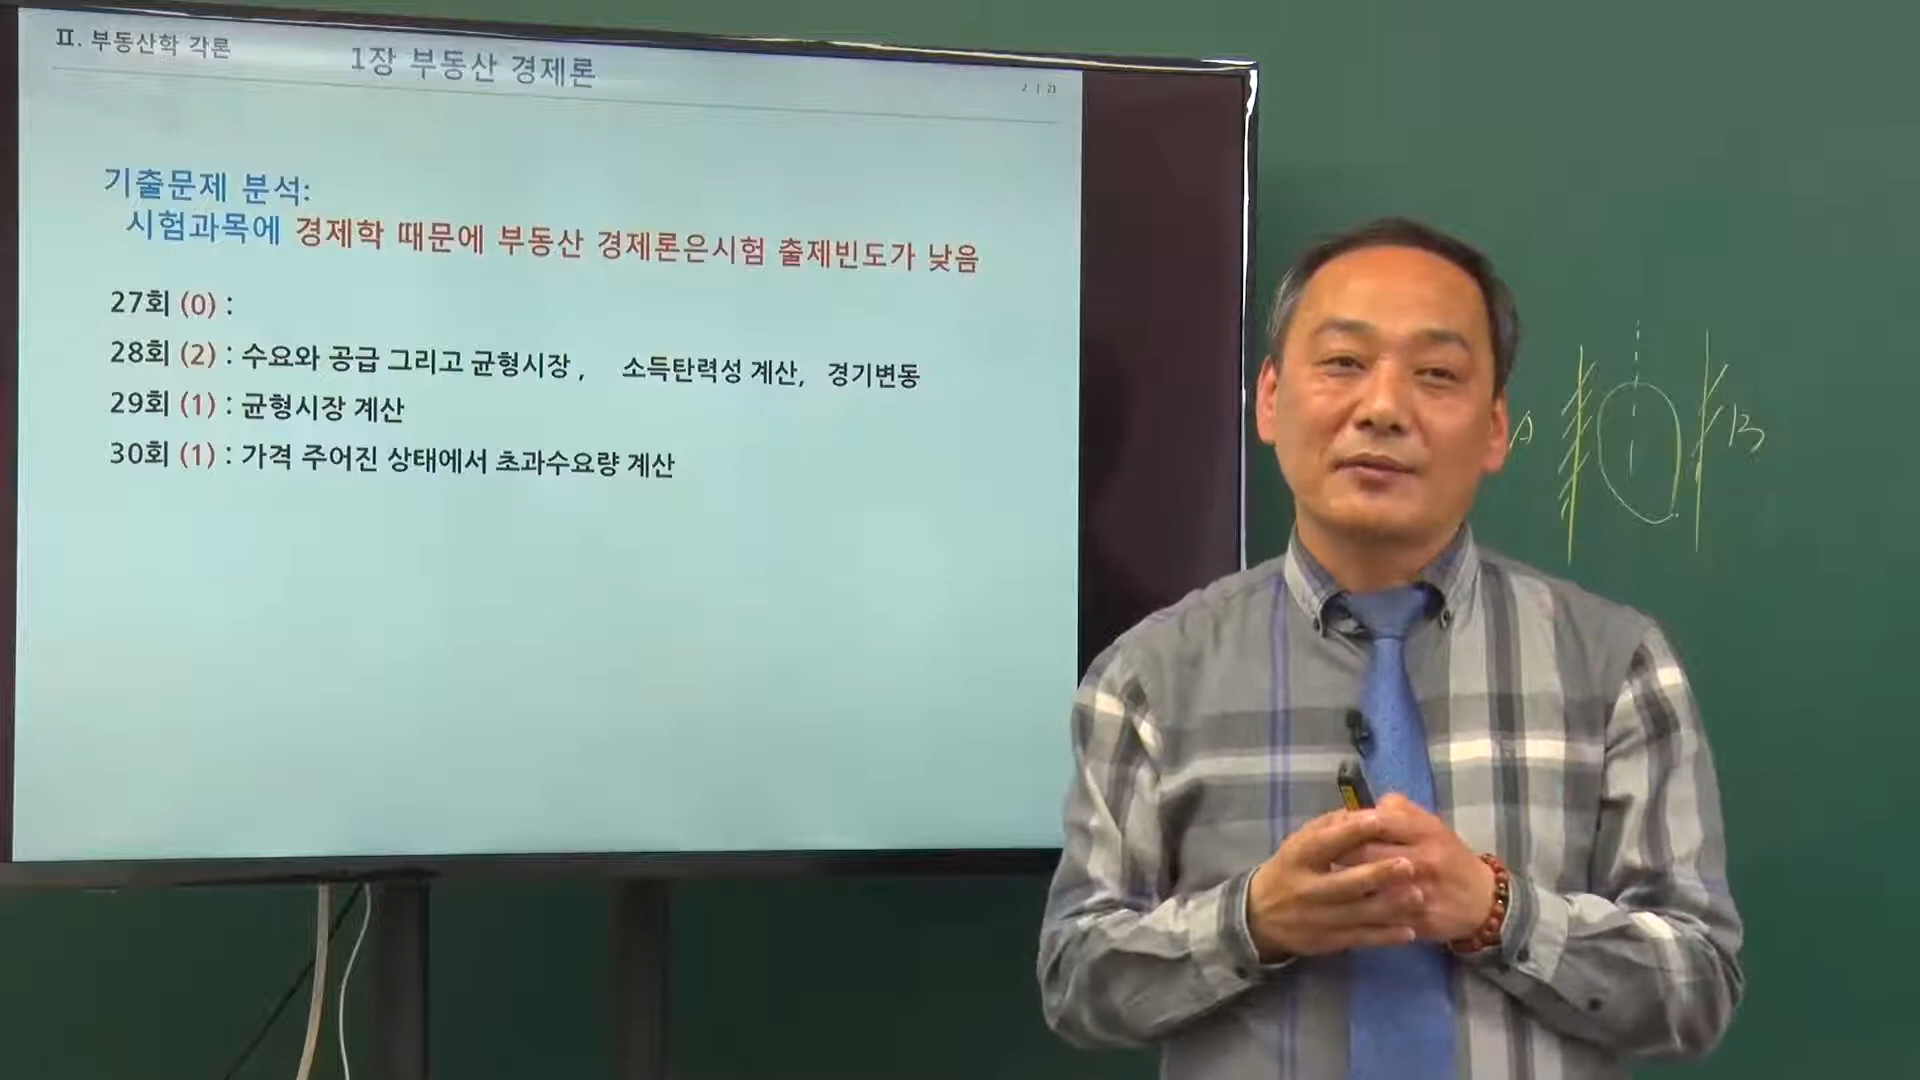 Ⅱ. 부동산학 각론
1장 부동산 경제론
2 | 21
기출문제 분석:
시험과목에 경제학 때문에 부동산 경제론은시험 출제빈도가 낮음
27회 (0) :
28회 (2) : 수요와 공급 그리고 균형시장 , 소득탄력성 계산, 경기변동
29회 (1) : 균형시장 계산
30회 (1) : 가격 주어진 상태에서 초과수요량 계산
A
B